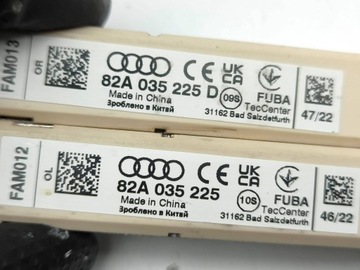 FAM013
OR
CE UK CA
82A 035 225 D
09S
FUBA
Made in China
TecCenter
Зроблено в Китай
31162 Bad Salzdetfurth
47/22
FAM012
OL
CE UK CA
82A 035 225
10S
FUBA
Made in China
TecCenter
Зроблено в Китай
31162 Bad Salzdetfurth
46/22